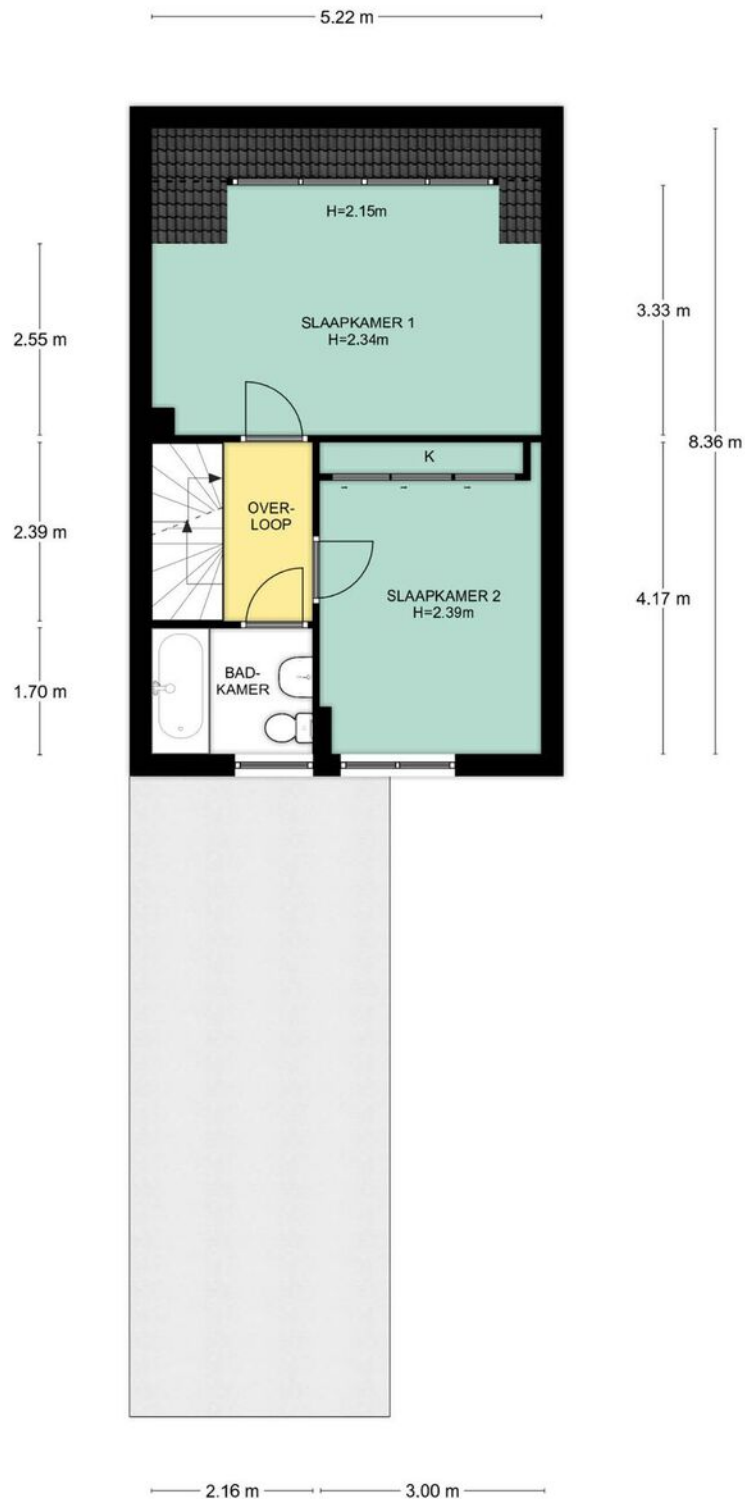 5.22 m
H=2.15m
SLAAPKAMER 1
H=2.34m
2.55 m
3.33 m
8.36 m
K
OVER-
LOOP
2.39 m
SLAAPKAMER 2
H=2.39m
4.17 m
BAD-
KAMER
1.70 m
2.16 m
3.00 m